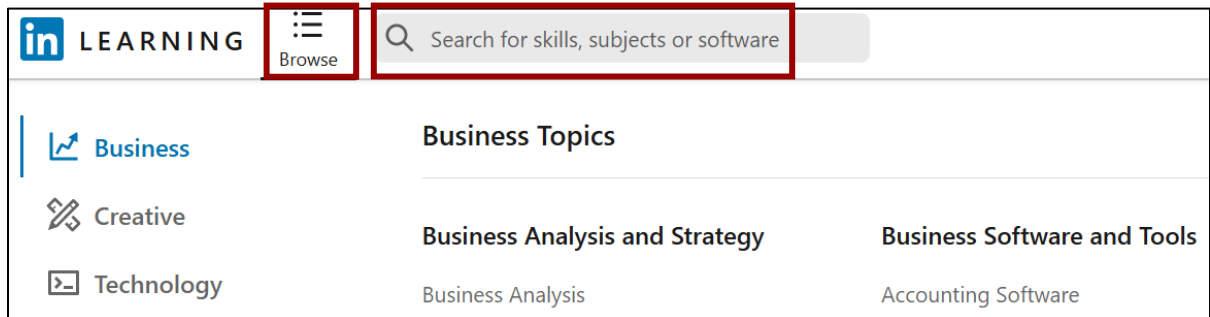 in LEARNING
Browse
Search for skills, subjects or software
Business
Creative
Technology
Business Topics
Business Analysis and Strategy
Business Analysis
Business Software and Tools
Accounting Software